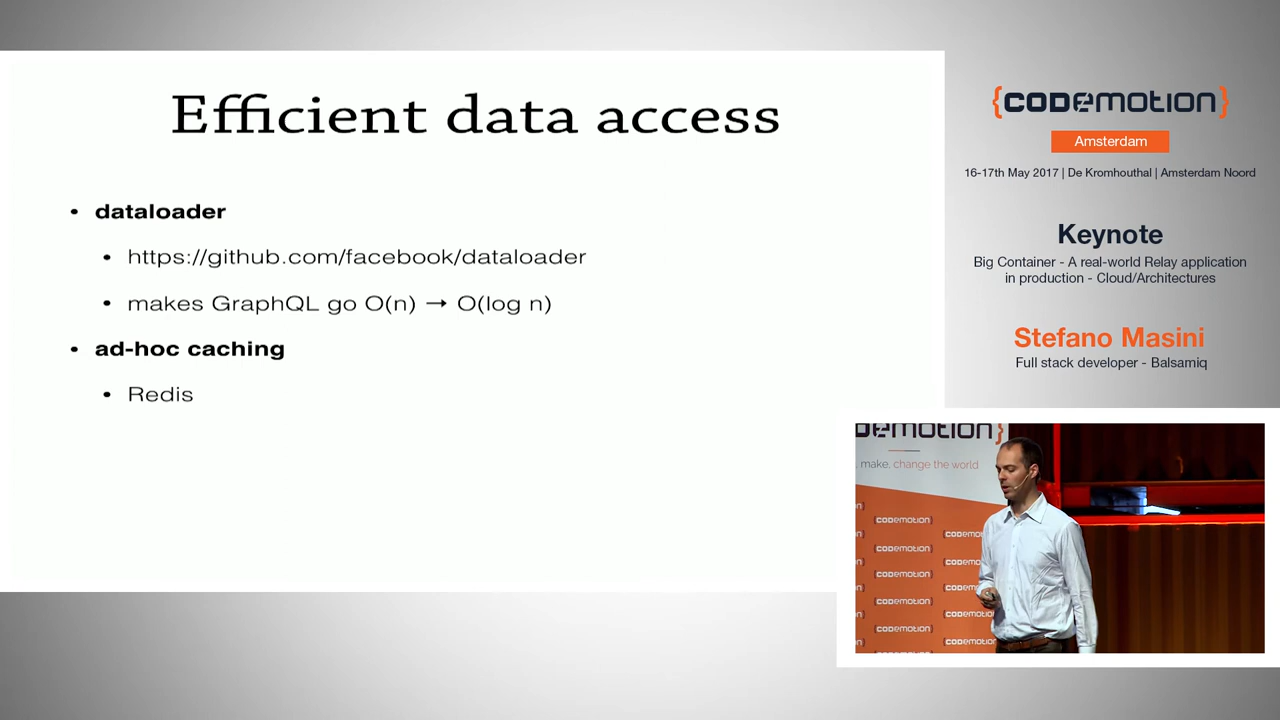 Efficient data access
• dataloader
• https://github.com/facebook/dataloader
• makes GraphQL go O(n) → O(log n)
• ad-hoc caching
• Redis
{CODEMOTION}
Amsterdam
16-17th May 2017 | De Kromhouthal | Amsterdam Noord
Keynote
Big Container - A real-world Relay application
in production - Cloud/Architectures
Stefano Masini
Full stack developer - Balsamiq
DEMOTION}
, make, change the world
{CODEMOTION}
{CODEMO
{CODEMOTION}
{CODEMOTION}
{CODEMOTION}
{CODEMOTION}
{CODEMOTION}